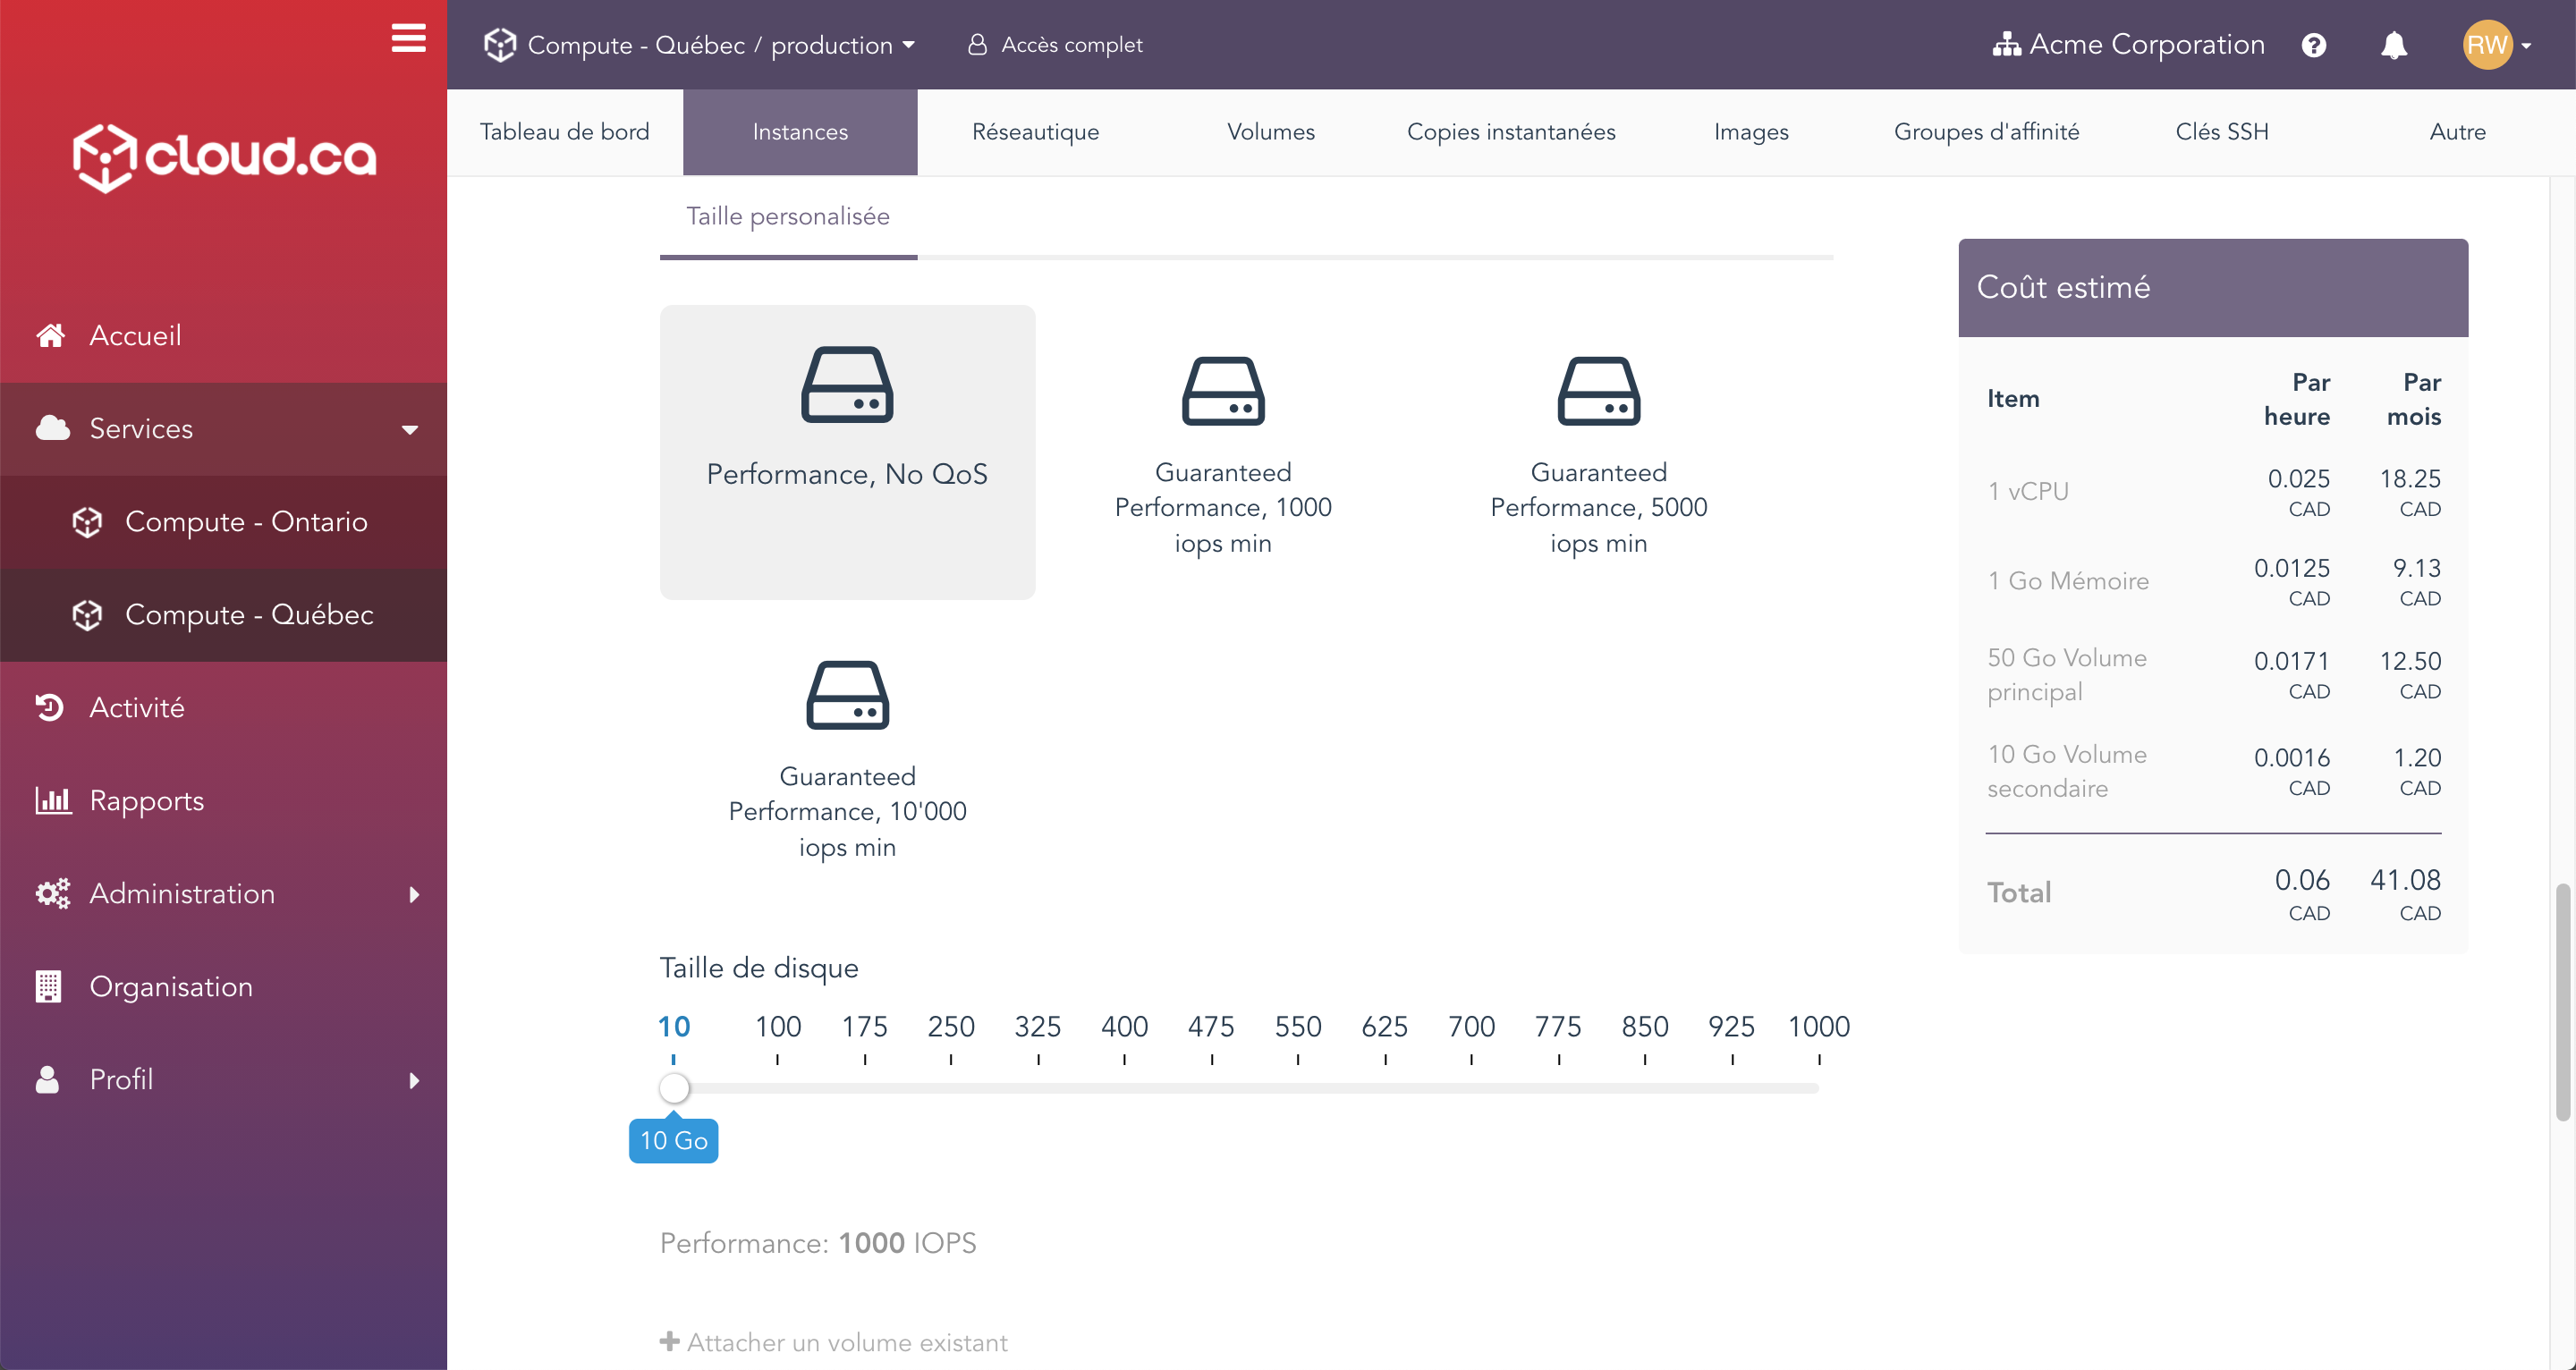 Compute - Québec / production
Accès complet
Acme Corporation
RW
cloud.ca
Accueil
Services
Compute - Ontario
Compute - Québec
Activité
Rapports
Administration
Organisation
Profil
Tableau de bord
Instances
Réseautique
Volumes
Copies instantanées
Images
Groupes d'affinité
Clés SSH
Autre
Taille personalisée
Performance, No QoS
Guaranteed
Performance, 1000
iops min
Guaranteed
Performance, 5000
iops min
Guaranteed
Performance, 10'000
iops min
Taille de disque
10 100 175 250 325 400 475 550 625 700 775 850 925 1000
10 Go
Performance: 1000 IOPS
Attacher un volume existant
Coût estimé
Item
Par
heure
Par
mois
1 vCPU
0.025
CAD
18.25
CAD
1 Go Mémoire
0.0125
CAD
9.13
CAD
50 Go Volume
principal
0.0171
CAD
12.50
CAD
10 Go Volume
secondaire
0.0016
CAD
1.20
CAD
Total
0.06
CAD
41.08
CAD